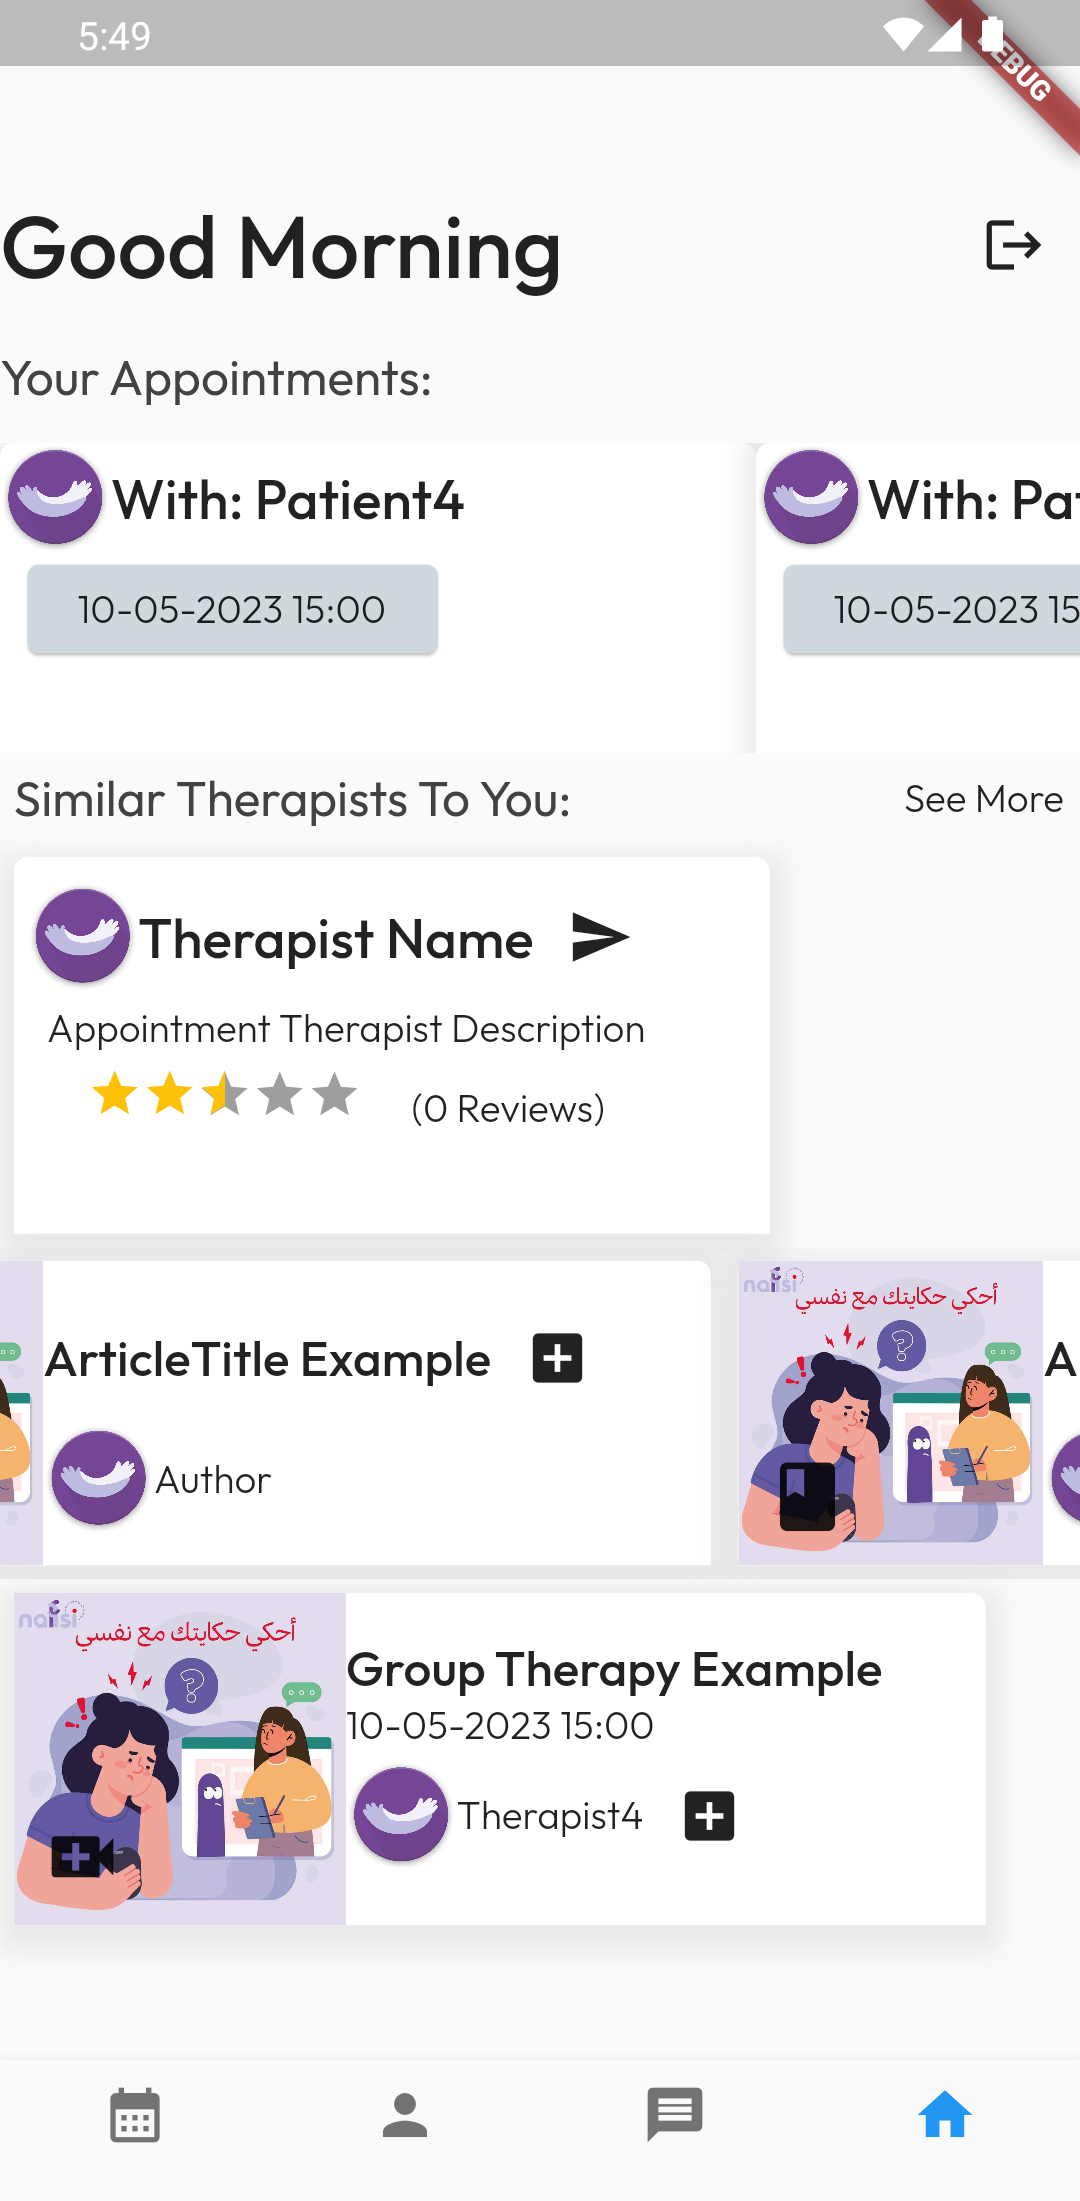 5:49
DEBUG
Good Morning
Your Appointments:
With: Patient4
With: Pat
10-05-2023 15:00
10-05-2023 15
Similar Therapists To You:
See More
Therapist Name
Appointment Therapist Description
(0 Reviews)
ArticleTitle Example
Author
nafsi
أحكي حكايتك مع نفسي
A
nafsi
أحكي حكايتك مع نفسي
Group Therapy Example
10-05-2023 15:00
Therapist4